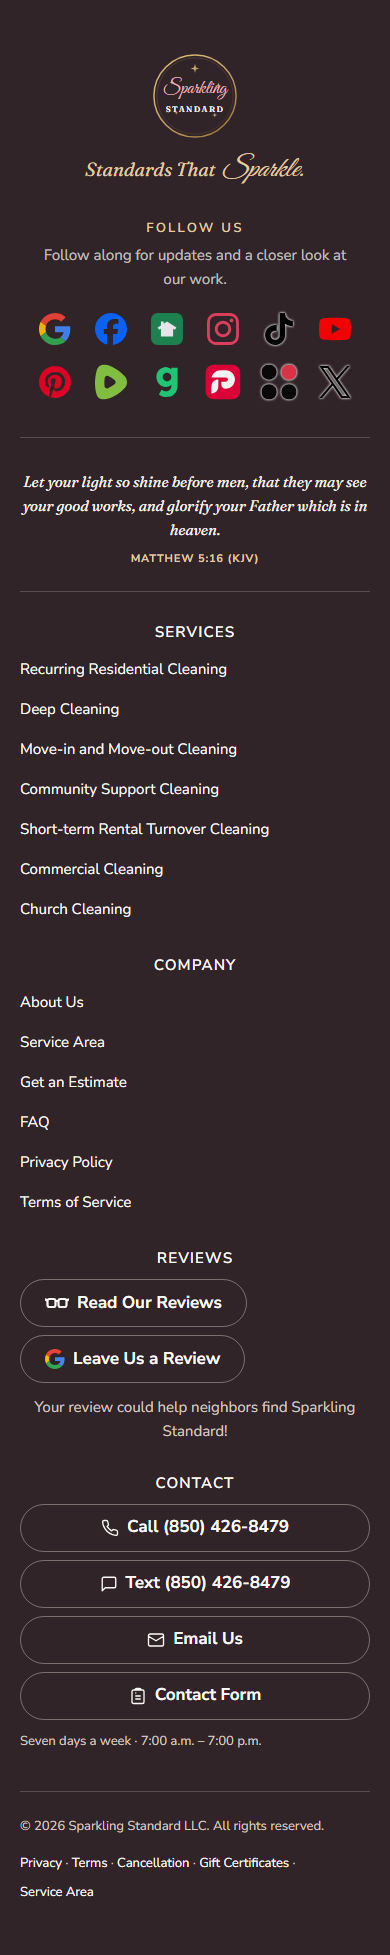 Sparkling
STANDARD
Standards That Sparkle.
FOLLOW US
Follow along for updates and a closer look at
our work.
Let your light so shine before men, that they may see
your good works, and glorify your Father which is in
heaven.
MATTHEW 5:16 (KJV)
SERVICES
Recurring Residential Cleaning
Deep Cleaning
Move-in and Move-out Cleaning
Community Support Cleaning
Short-term Rental Turnover Cleaning
Commercial Cleaning
Church Cleaning
COMPANY
About Us
Service Area
Get an Estimate
FAQ
Privacy Policy
Terms of Service
REVIEWS
Read Our Reviews
Leave Us a Review
Your review could help neighbors find Sparkling
Standard!
CONTACT
Call (850) 426-8479
Text (850) 426-8479
Email Us
Contact Form
Seven days a week · 7:00 a.m. – 7:00 p.m.
© 2026 Sparkling Standard LLC. All rights reserved.
Privacy · Terms · Cancellation · Gift Certificates ·
Service Area